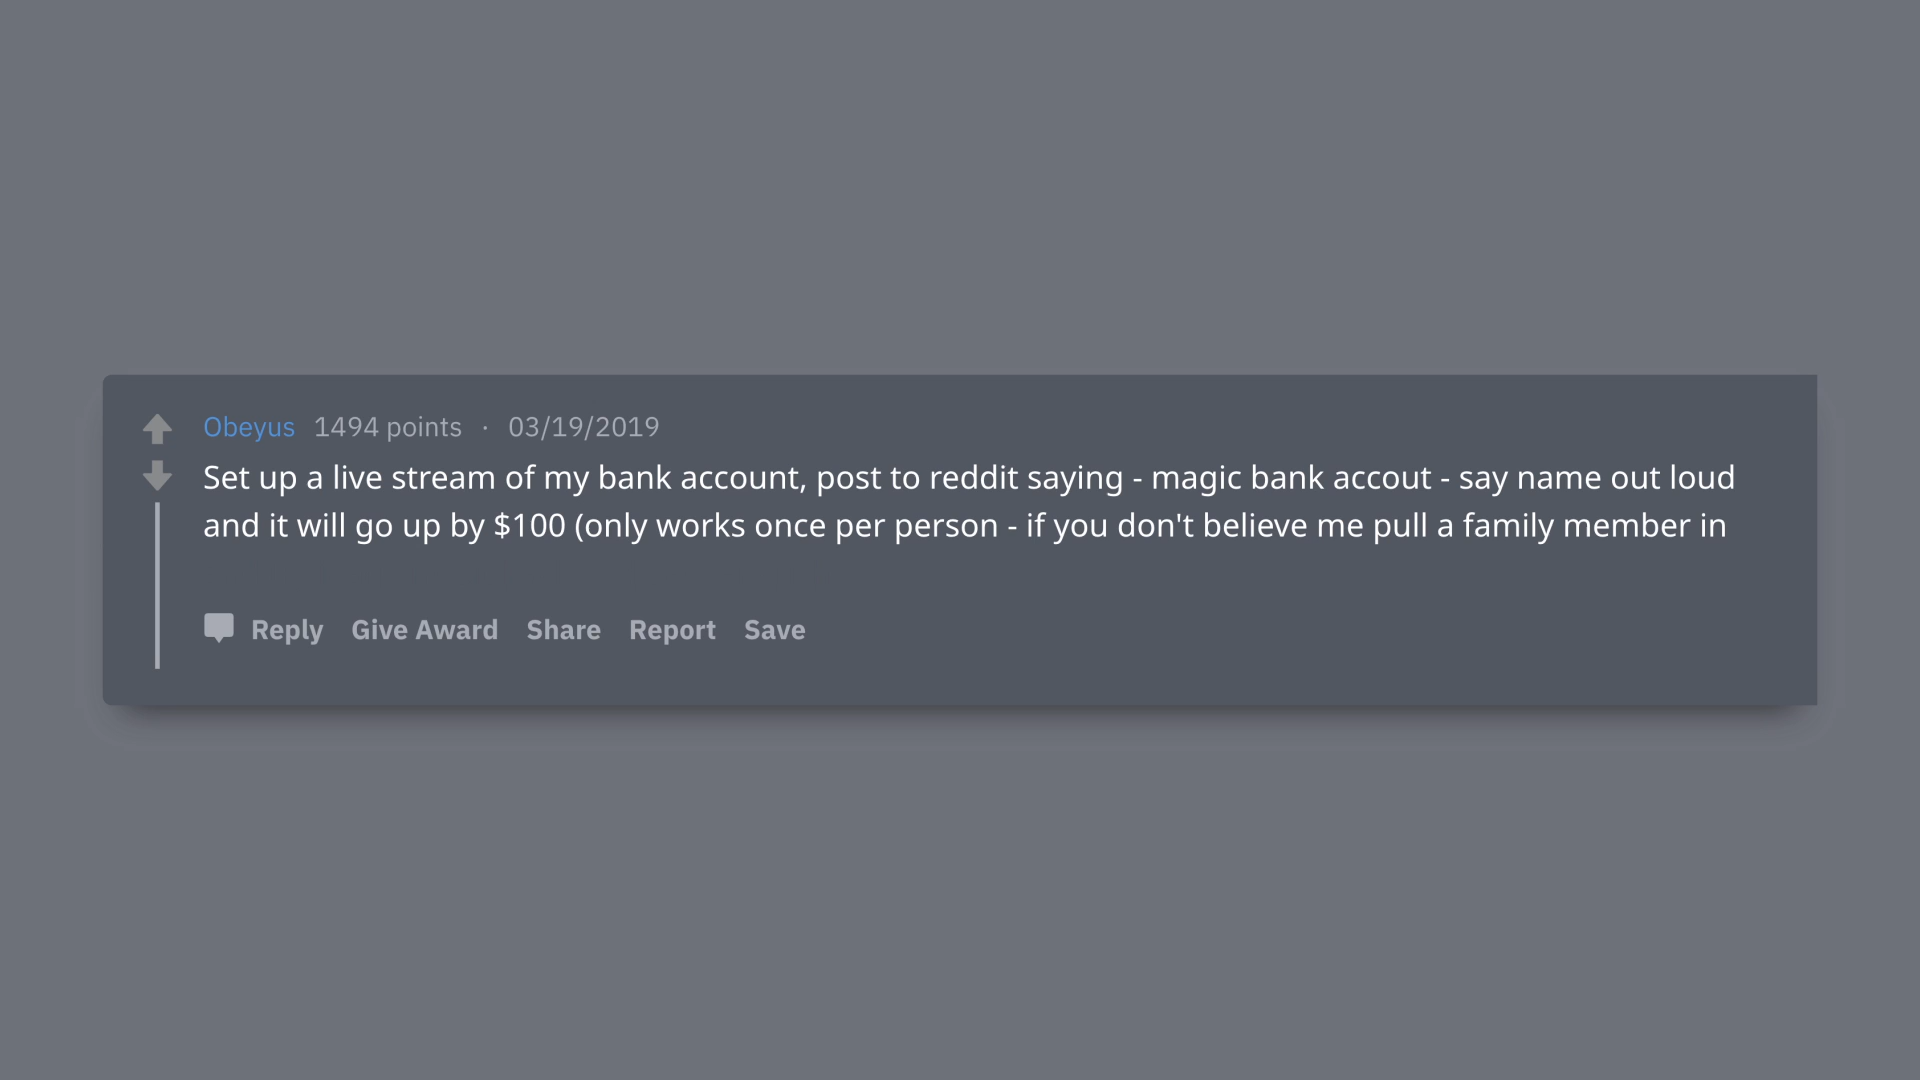 Obeyus 1494 points · 03/19/2019
Set up a live stream of my bank account, post to reddit saying - magic bank accout - say name out loud
and it will go up by $100 (only works once per person - if you don't believe me pull a family member in
Reply Give Award Share Report Save